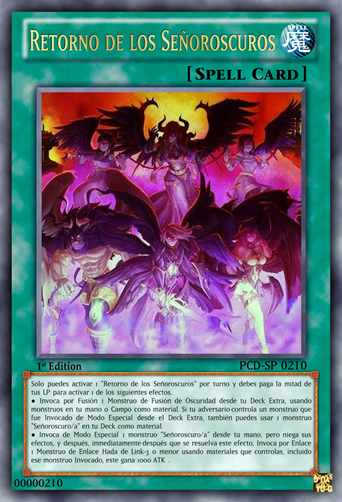 Retorno de los Señoroscuros
[Spell Card]
1st Edition
PCD-SP 0210
Solo puedes activar 1 "Retorno de los Señoroscuros" por turno y debes paga la mitad de
tus LP para activar 1 de los siguientes efectos.
● Invoca por Fusión 1 Monstruo de Fusión de Oscuridad desde tu Deck Extra, usando
monstruos en tu mano o Campo como material. Si tu adversario controla un monstruo que
fue Invocado de Modo Especial desde el Deck Extra, también puedes usar 1 monstruo
"Señoroscuro/a" en tu Deck como material.
● Invoca de Modo Especial 1 monstruo "Señoroscuro/a" desde tu mano, pero niega sus
efectos, y después, inmediatamente después que se resuelva este efecto, Invoca por Enlace
1 Monstruo de Enlace Hada de Link-3 o menor usando materiales que controlas, incluido
ese monstruo Invocado, este gana 1000 ATK .
00000210